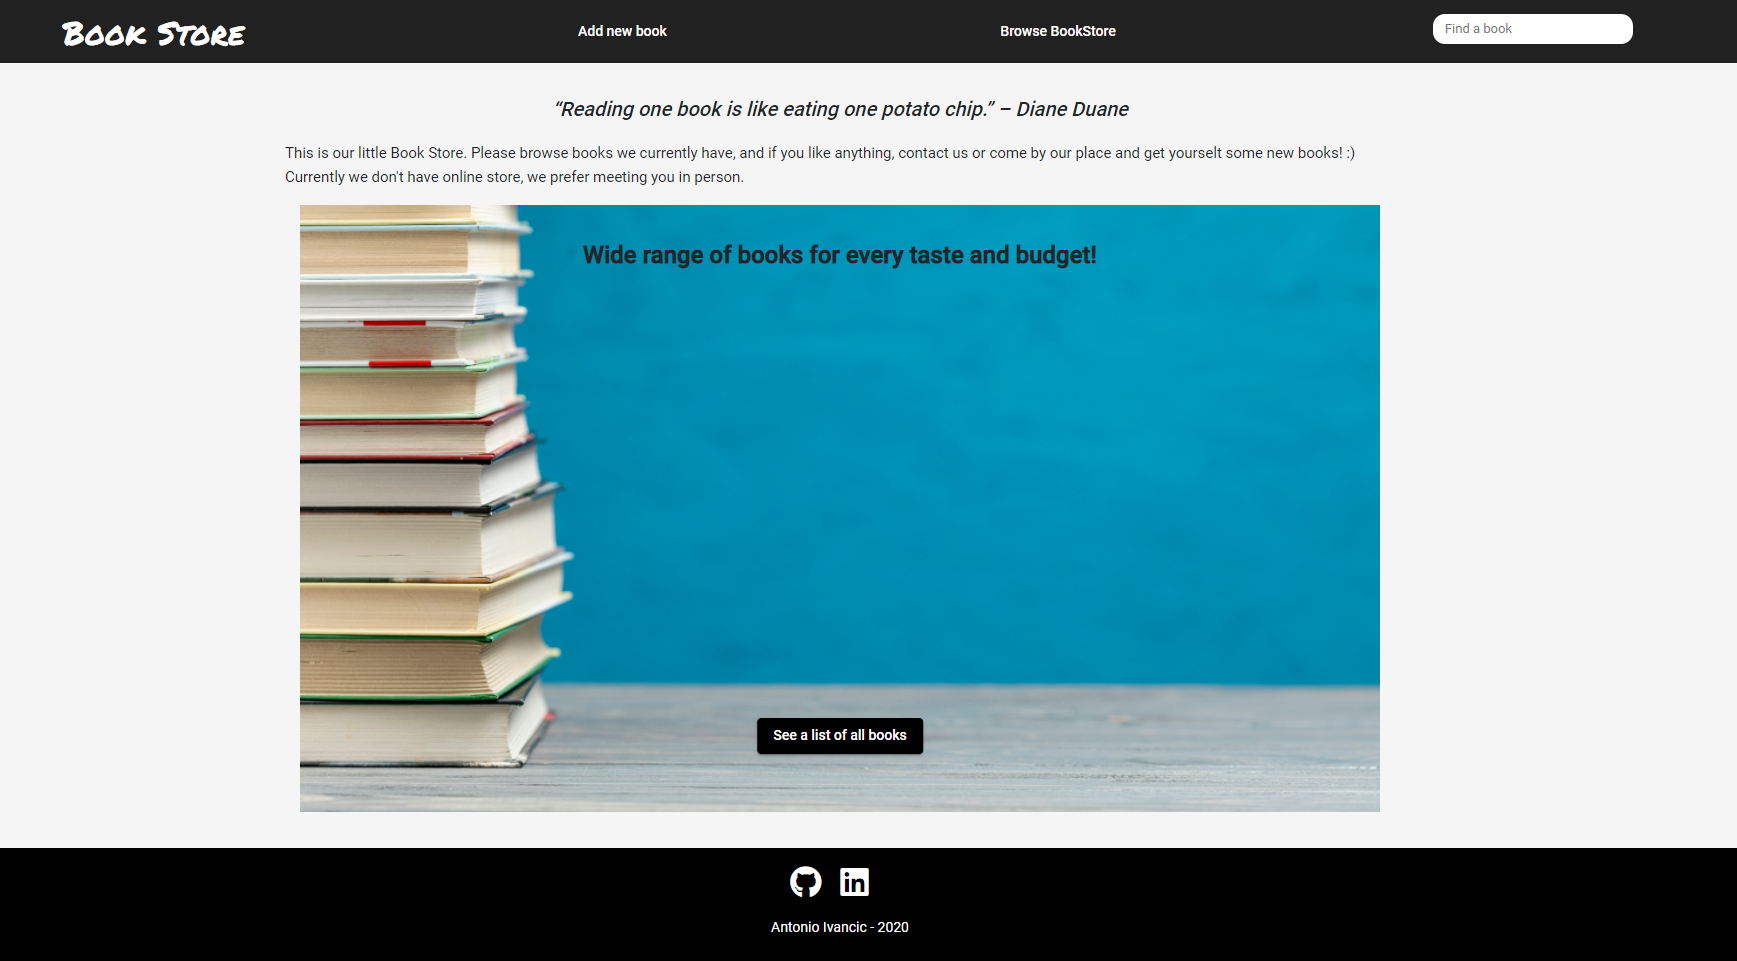 Book Store
Add new book
Browse BookStore
Find a book
“Reading one book is like eating one potato chip.” – Diane Duane
This is our little Book Store. Please browse books we currently have, and if you like anything, contact us or come by our place and get yourselt some new books! :)
Currently we don't have online store, we prefer meeting you in person.
Wide range of books for every taste and budget!
See a list of all books
in
Antonio Ivancic - 2020